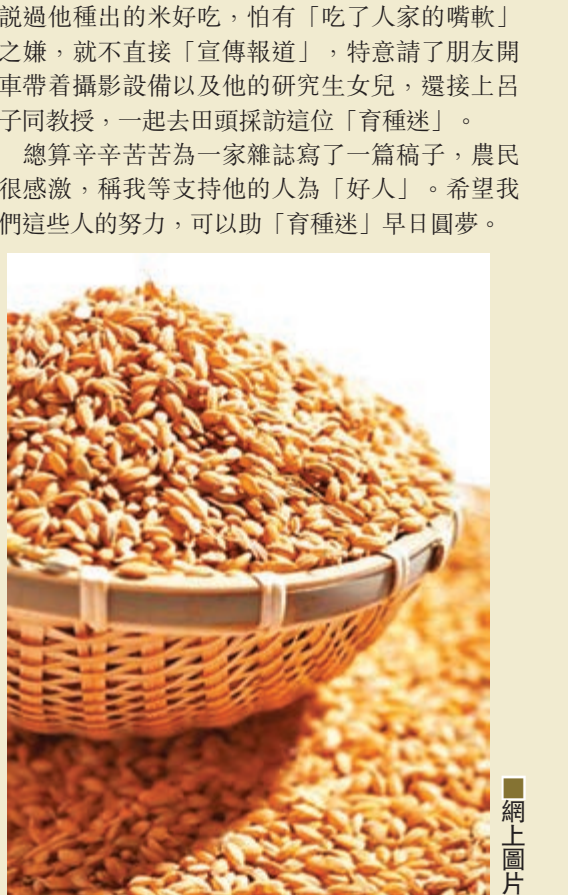 説過他種出的米好吃，怕有「吃了人家的嘴軟」
之嫌，就不直接「宣傳報道」，特意請了朋友開
車帶着攝影設備以及他的研究生女兒，還接上呂
子同教授，一起去田頭採訪這位「育種迷」。
　總算辛辛苦苦為一家雜誌寫了一篇稿子，農民
很感激，稱我等支持他的人為「好人」。希望我
們這些人的努力，可以助「育種迷」早日圓夢。
■網上圖片